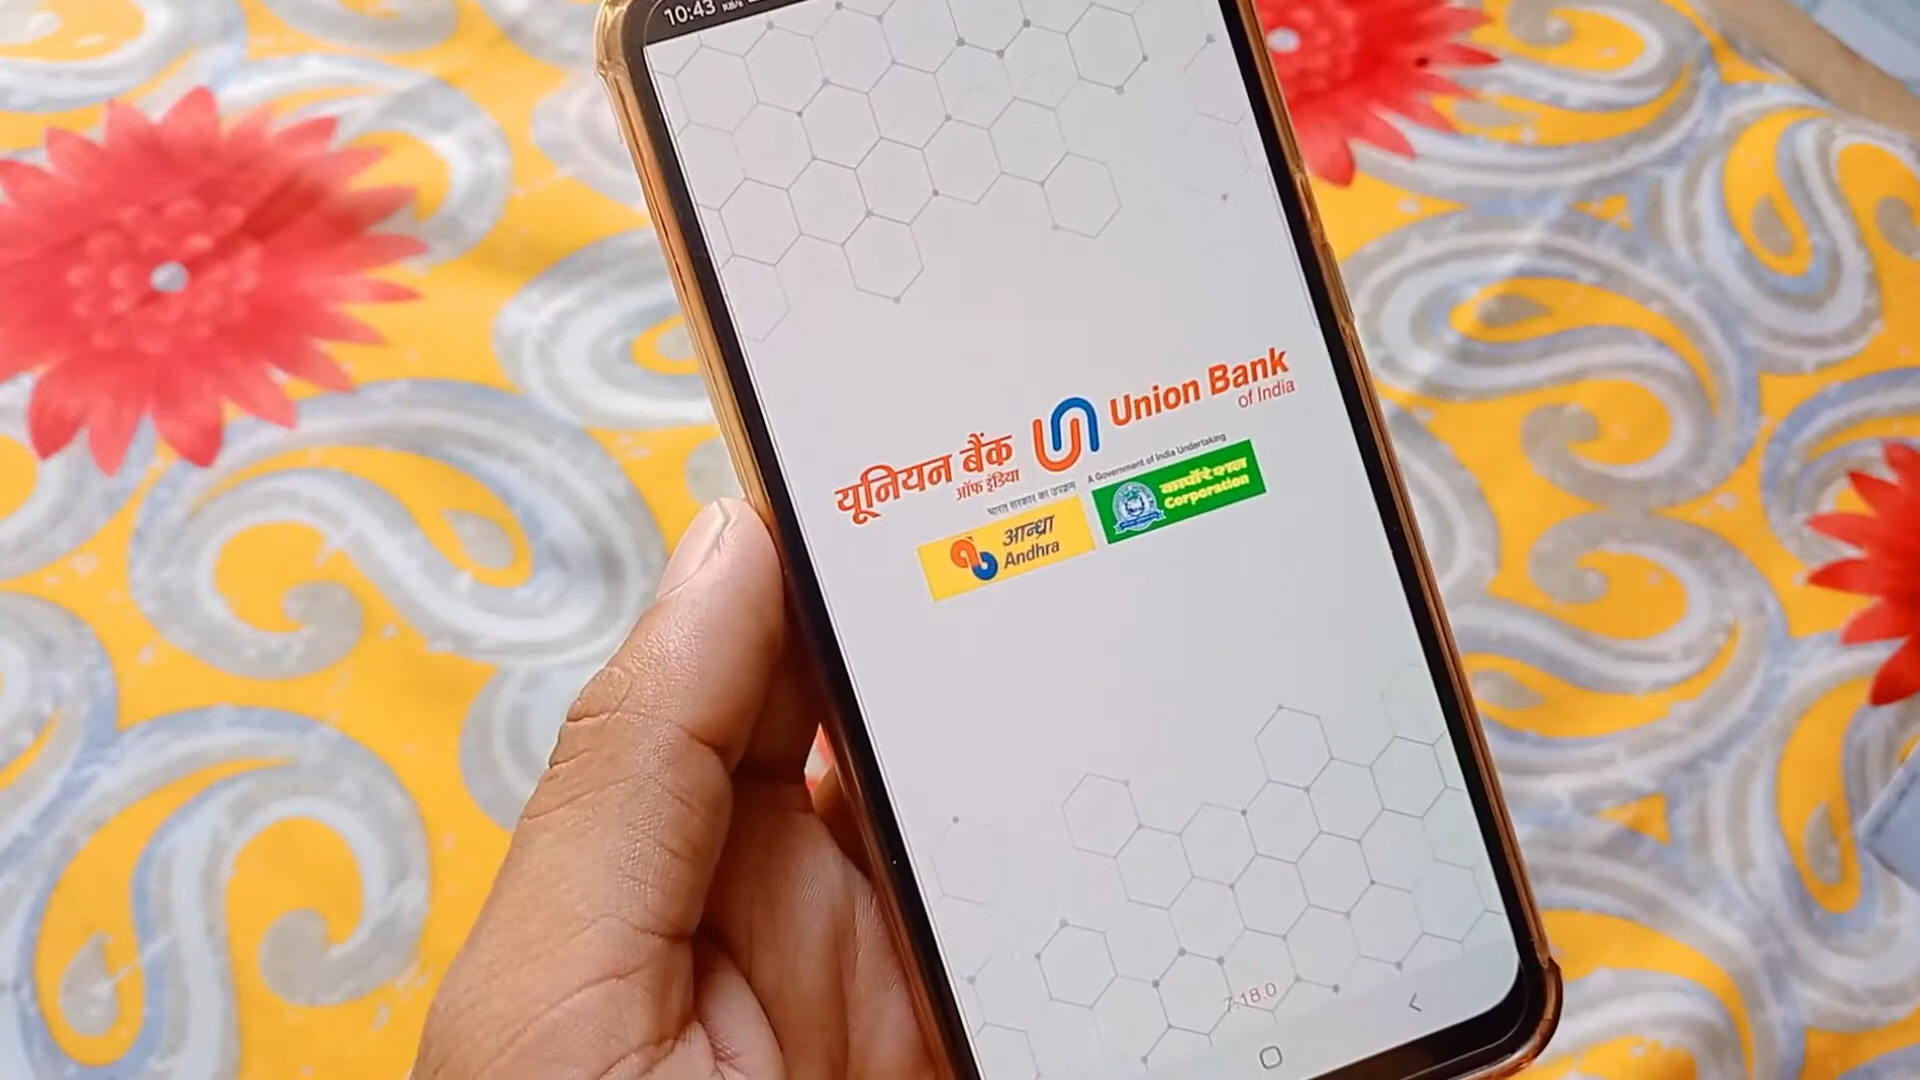 10:43 KB/s
यूनियन बैंक
ऑफ इंडिया
भारत सरकार का उपक्रम
Union Bank
of India
A Government of India Undertaking
आन्ध्रा
Andhra
कार्पोरेशन
Corporation
7.18.0